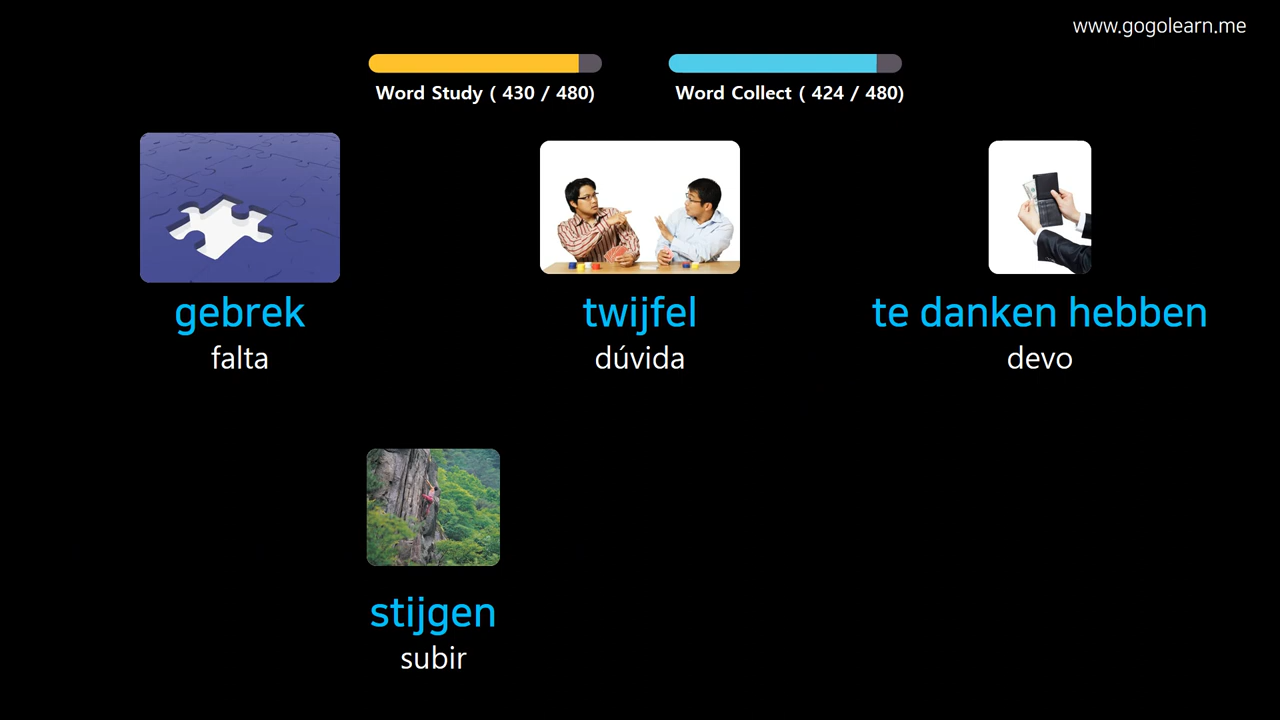 www.gogolearn.me
Word Study ( 430 / 480)
Word Collect ( 424 / 480)
gebrek
falta
twijfel
dúvida
te danken hebben
devo
stijgen
subir